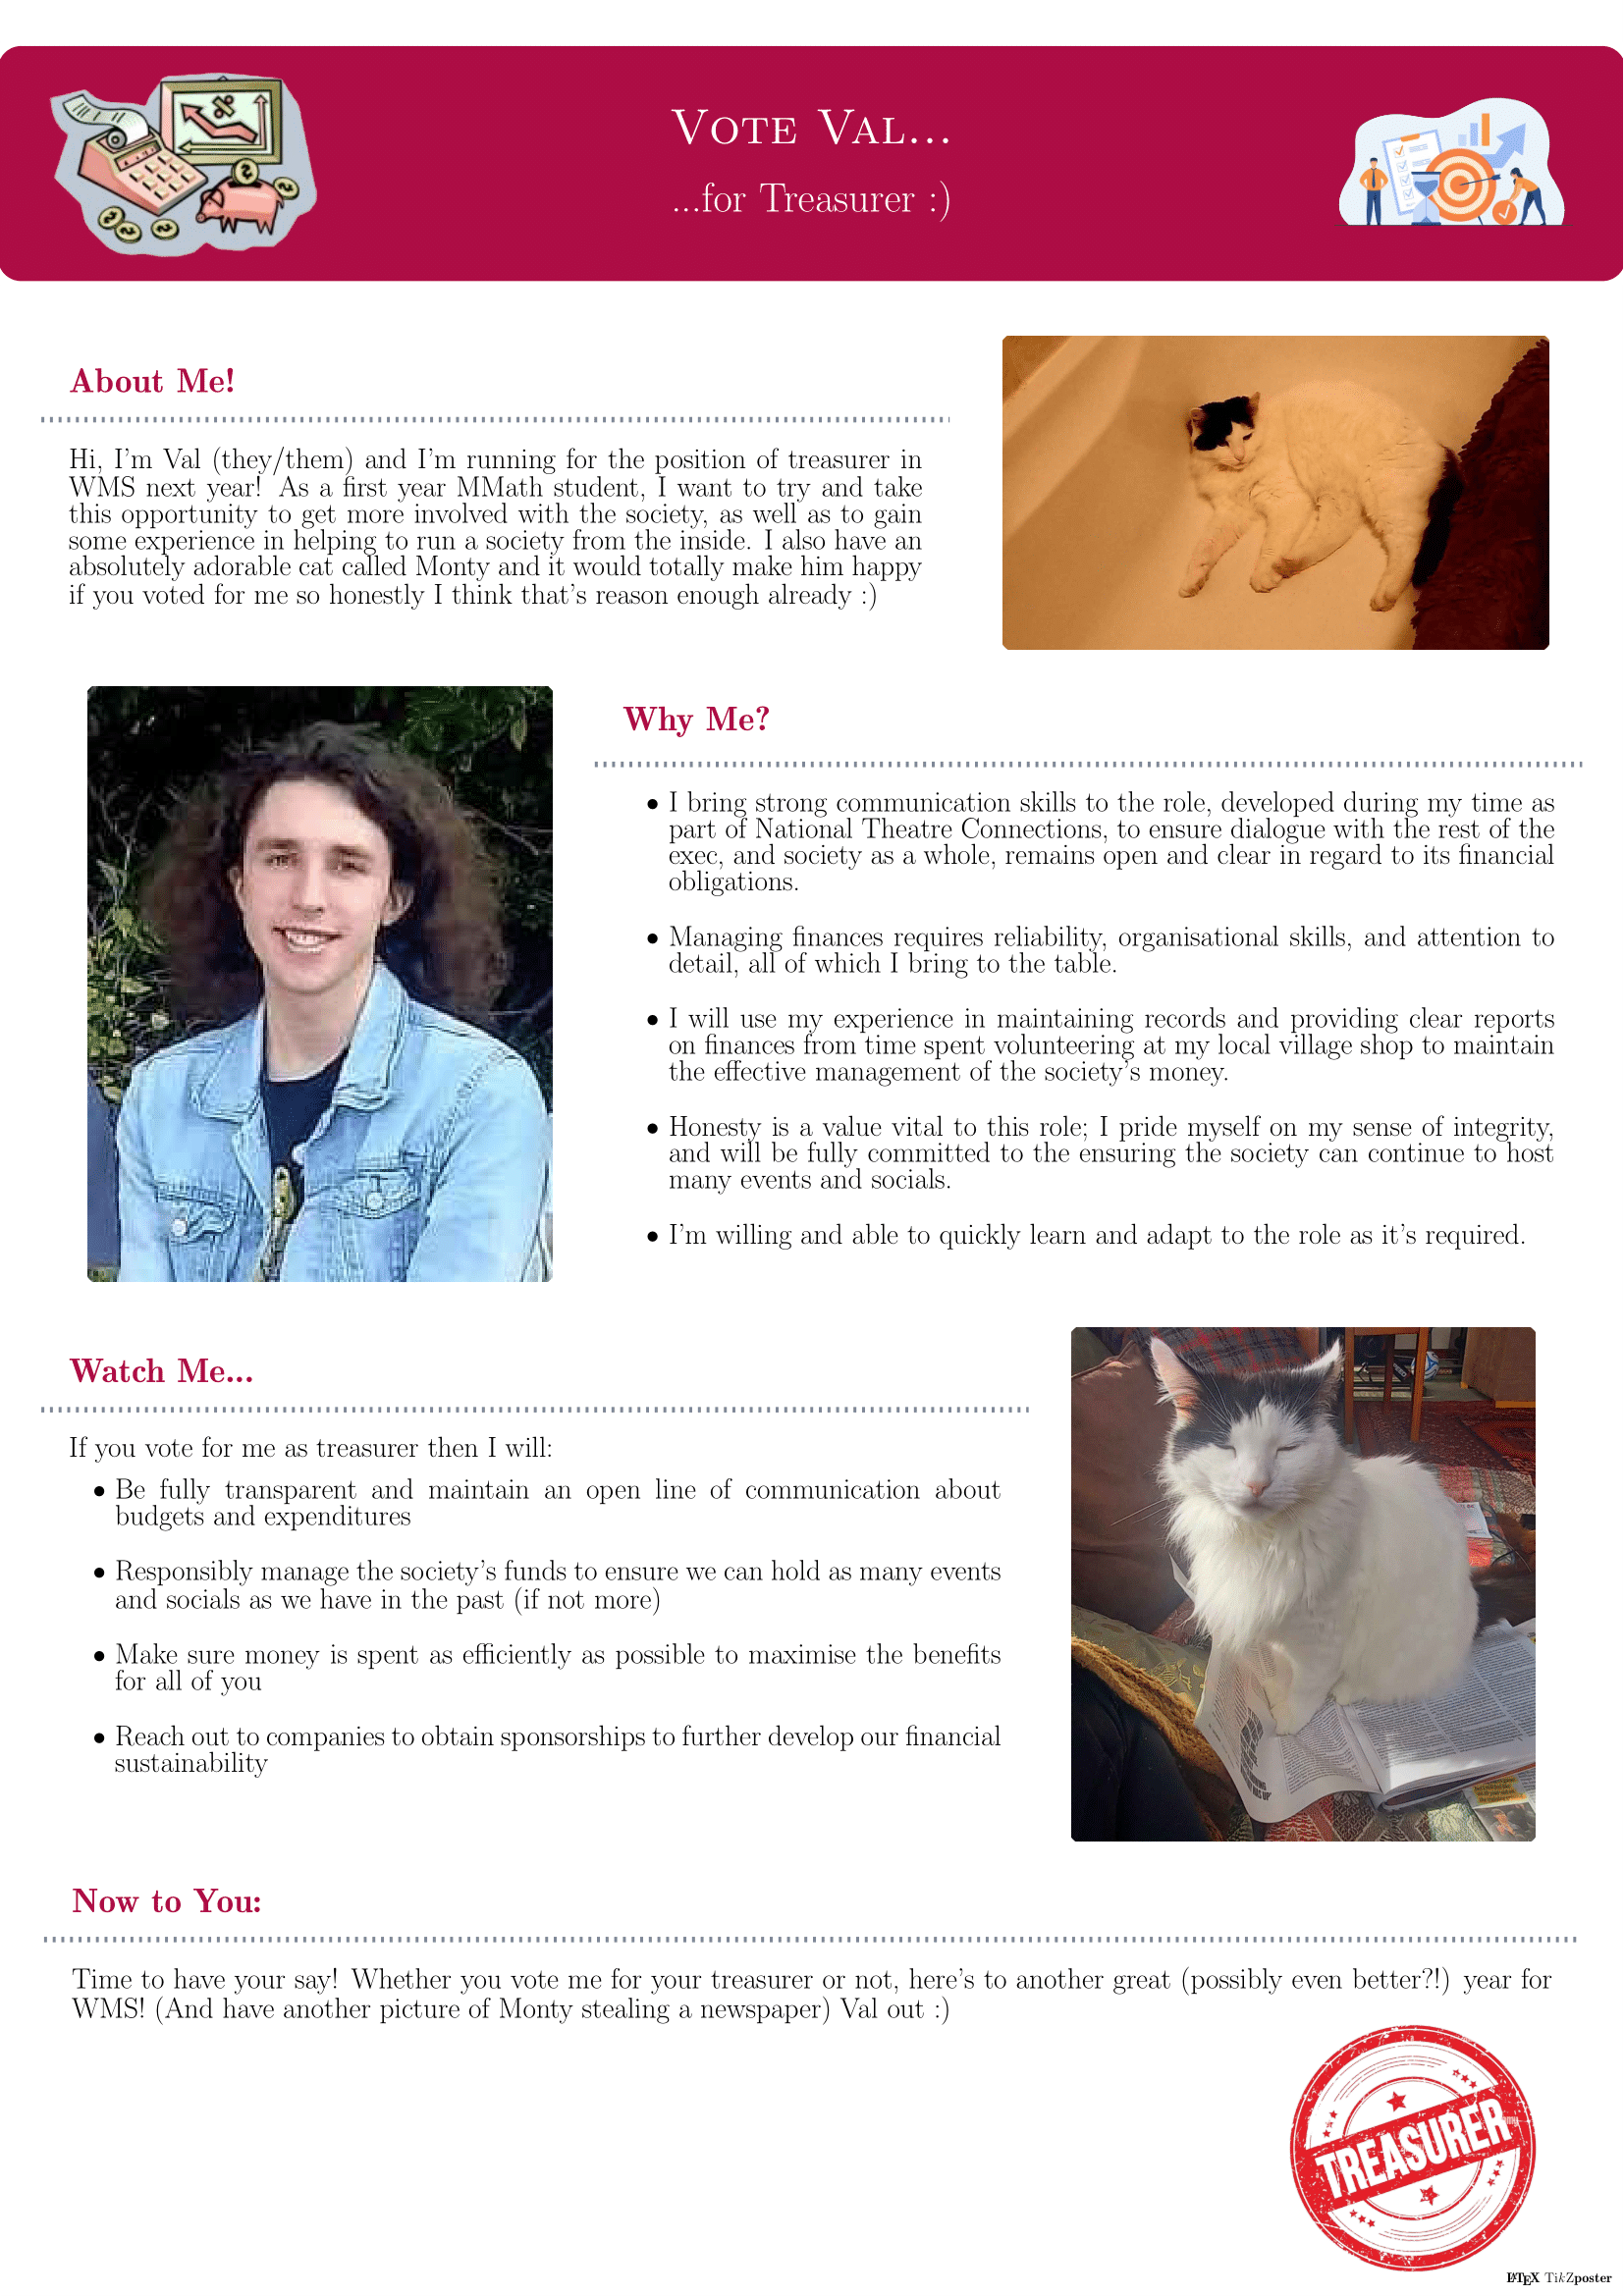 Vote Val...
...for Treasurer :)
About Me!
Hi, I'm Val (they/them) and I'm running for the position of treasurer in
WMS next year! As a first year MMath student, I want to try and take
this opportunity to get more involved with the society, as well as to gain
some experience in helping to run a society from the inside. I also have an
absolutely adorable cat called Monty and it would totally make him happy
if you voted for me so honestly I think that's reason enough already :)
Why Me?
• I bring strong communication skills to the role, developed during my time as
part of National Theatre Connections, to ensure dialogue with the rest of the
exec, and society as a whole, remains open and clear in regard to its financial
obligations.
• Managing finances requires reliability, organisational skills, and attention to
detail, all of which I bring to the table.
• I will use my experience in maintaining records and providing clear reports
on finances from time spent volunteering at my local village shop to maintain
the effective management of the society's money.
• Honesty is a value vital to this role; I pride myself on my sense of integrity,
and will be fully committed to the ensuring the society can continue to host
many events and socials.
• I'm willing and able to quickly learn and adapt to the role as it's required.
Watch Me...
If you vote for me as treasurer then I will:
• Be fully transparent and maintain an open line of communication about
budgets and expenditures
• Responsibly manage the society's funds to ensure we can hold as many events
and socials as we have in the past (if not more)
• Make sure money is spent as efficiently as possible to maximise the benefits
for all of you
• Reach out to companies to obtain sponsorships to further develop our financial
sustainability
Now to You:
Time to have your say! Whether you vote me for your treasurer or not, here's to another great (possibly even better?!) year for
WMS! (And have another picture of Monty stealing a newspaper) Val out :)
TREASURER
LATEX TikZposter